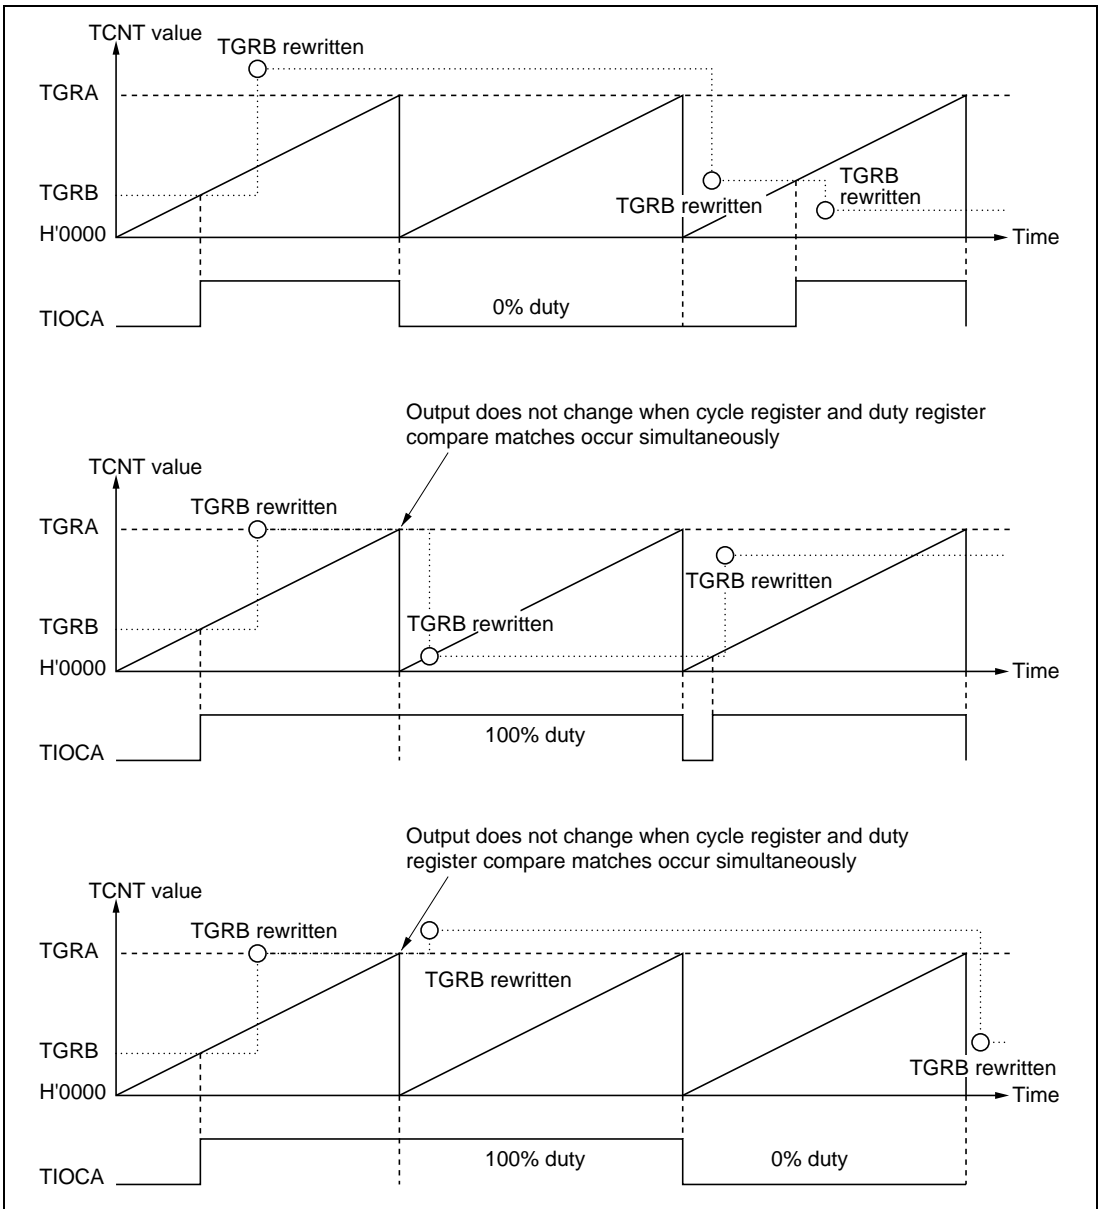 TCNT value
TGRB rewritten
TGRA
TGRB
TGRB
rewritten
TGRB rewritten
H'0000
Time
TIOCA
0% duty
Output does not change when cycle register and duty register
compare matches occur simultaneously
TCNT value
TGRB rewritten
TGRA
TGRB rewritten
TGRB
TGRB rewritten
H'0000
Time
100% duty
TIOCA
Output does not change when cycle register and duty
register compare matches occur simultaneously
TCNT value
TGRB rewritten
TGRA
TGRB rewritten
TGRB
TGRB rewritten
H'0000
Time
100% duty
0% duty
TIOCA